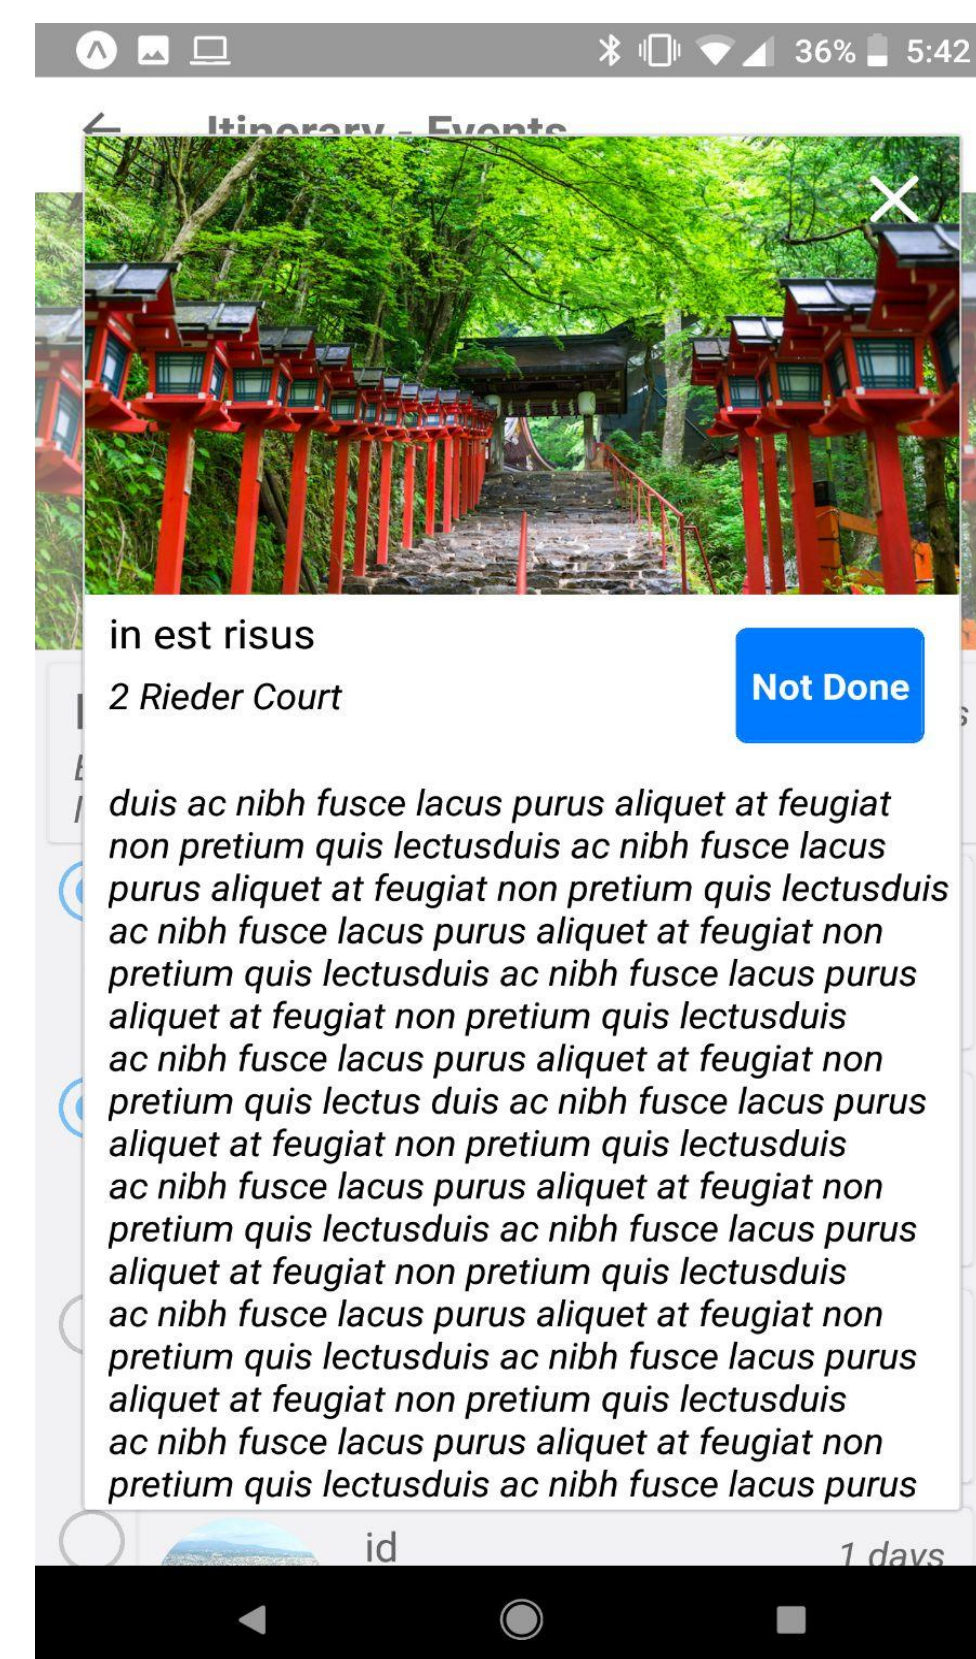 36% 5:42
Itinerary - Events
in est risus
2 Rieder Court
Not Done
duis ac nibh fusce lacus purus aliquet at feugiat
non pretium quis lectusduis ac nibh fusce lacus
purus aliquet at feugiat non pretium quis lectusduis
ac nibh fusce lacus purus aliquet at feugiat non
pretium quis lectusduis ac nibh fusce lacus purus
aliquet at feugiat non pretium quis lectusduis
ac nibh fusce lacus purus aliquet at feugiat non
pretium quis lectus duis ac nibh fusce lacus purus
aliquet at feugiat non pretium quis lectusduis
ac nibh fusce lacus purus aliquet at feugiat non
pretium quis lectusduis ac nibh fusce lacus purus
aliquet at feugiat non pretium quis lectusduis
ac nibh fusce lacus purus aliquet at feugiat non
pretium quis lectusduis ac nibh fusce lacus purus
aliquet at feugiat non pretium quis lectusduis
ac nibh fusce lacus purus aliquet at feugiat non
pretium quis lectusduis ac nibh fusce lacus purus
id
1 days